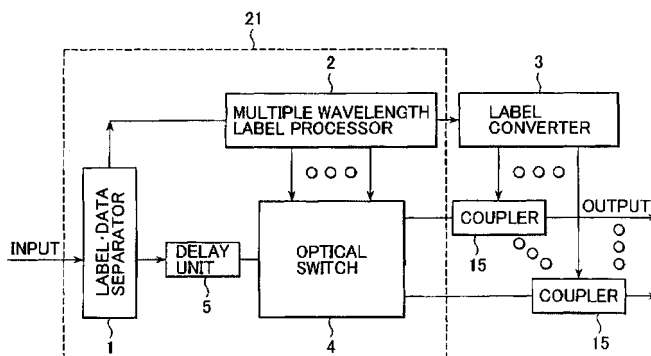 21
2
3
MULTIPLE WAVELENGTH
LABEL PROCESSOR
LABEL
CONVERTER
LABEL·DATA
SEPARATOR
INPUT
DELAY
UNIT
5
OPTICAL
SWITCH
COUPLER
15
OUTPUT
COUPLER
15
1
4